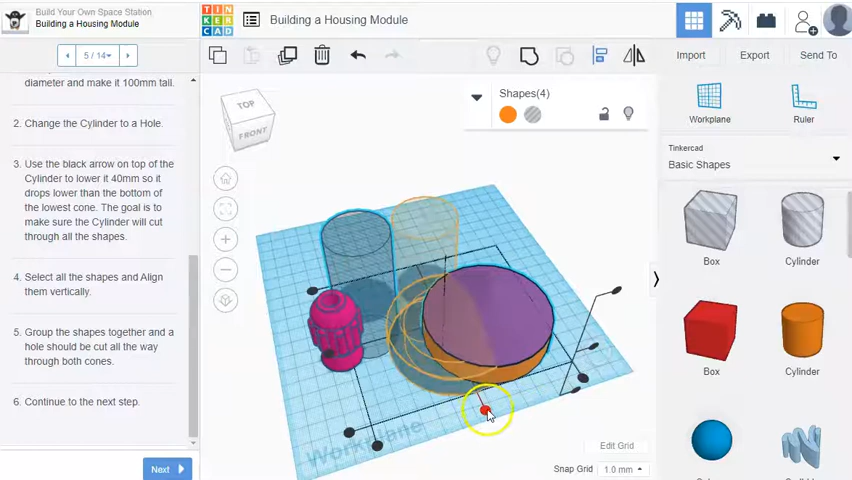 Build Your Own Space Station
Building a Housing Module
TIN
KER
CAD
Building a Housing Module
5 / 14
Import
Export
Send To
diameter and make it 100mm tall.
2. Change the Cylinder to a Hole.
3. Use the black arrow on top of the
Cylinder to lower it 40mm so it
drops lower than the bottom of
the lowest cone. The goal is to
make sure the Cylinder will cut
through all the shapes.
4. Select all the shapes and Align
them vertically.
5. Group the shapes together and a
hole should be cut all the way
through both cones.
6. Continue to the next step.
Next
TOP
FRONT
Shapes(4)
Workplane
Edit Grid
Snap Grid 1.0 mm
Workplane
Ruler
Tinkercad
Basic Shapes
Box
Cylinder
Box
Cylinder